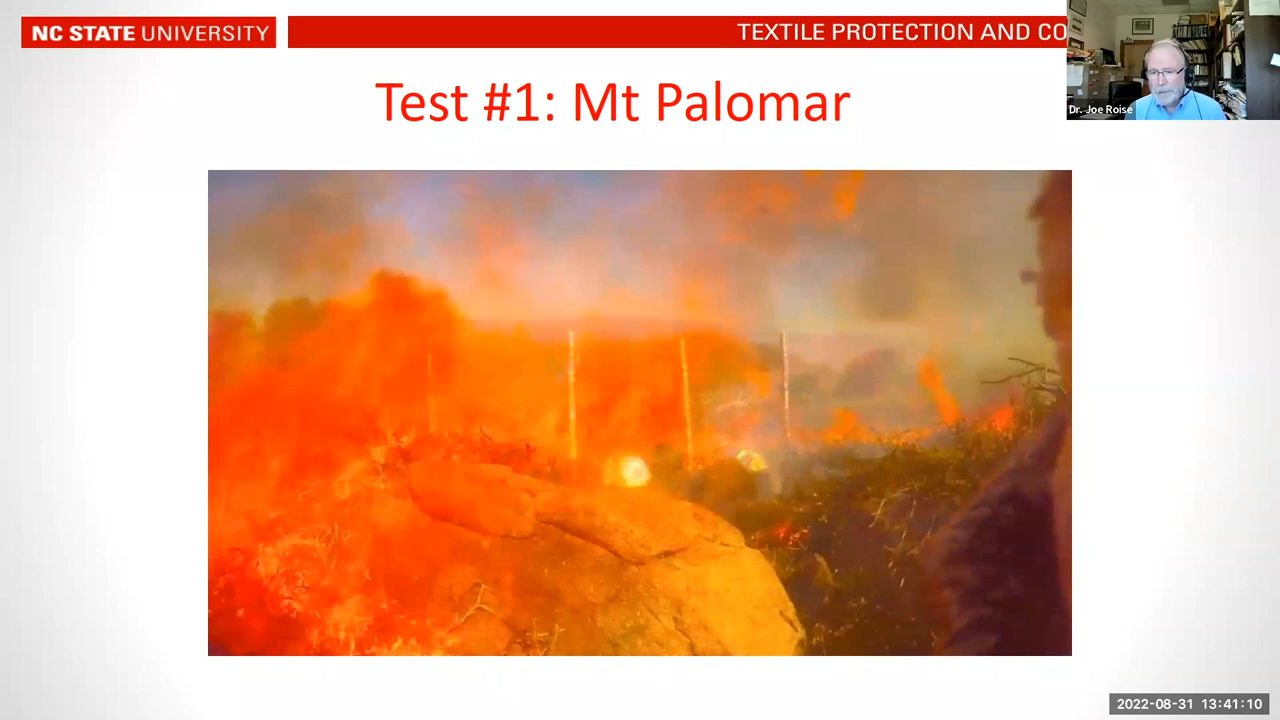 NC STATE UNIVERSITY
TEXTILE PROTECTION AND CO
Dr. Joe Roise
Test #1: Mt Palomar
2022-08-31 13:41:10